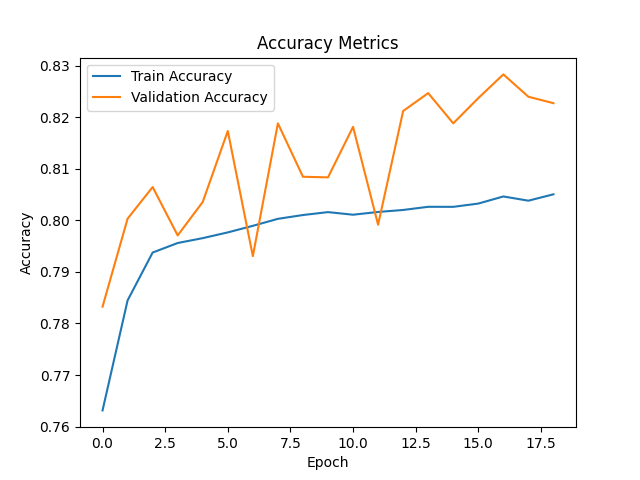 Accuracy Metrics
Train Accuracy
Validation Accuracy
0.83
0.82
0.81
0.80
0.79
0.78
0.77
0.76
Accuracy
0.0 2.5 5.0 7.5 10.0 12.5 15.0 17.5
Epoch